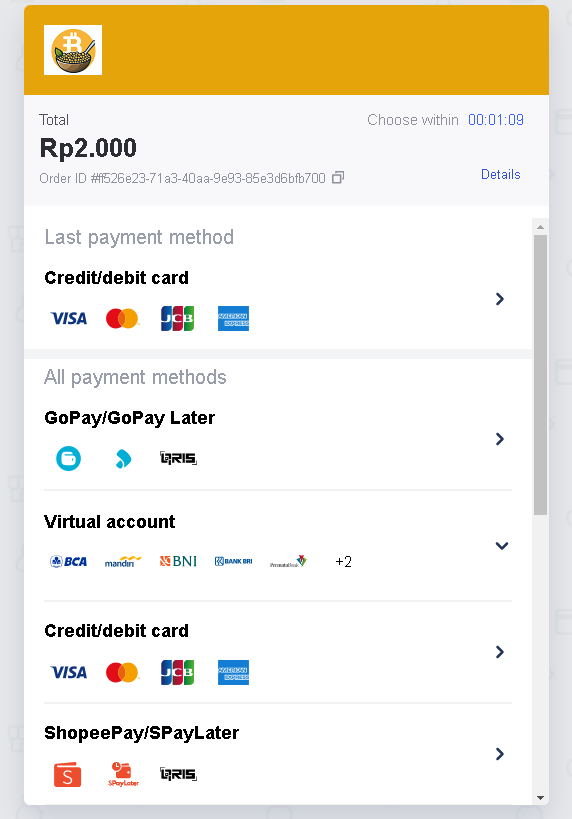 Total
Choose within 00:01:09
Rp2.000
Order ID #ff526e23-71a3-40aa-9e93-85e3d6bfb700
Details
Last payment method
Credit/debit card
VISA JCB AMERICAN EXPRESS
All payment methods
GoPay/GoPay Later
QRIS
Virtual account
BCA mandiri BNI BANK BRI PermataBank +2
Credit/debit card
VISA JCB AMERICAN EXPRESS
ShopeePay/SPayLater
S SPayLater QRIS